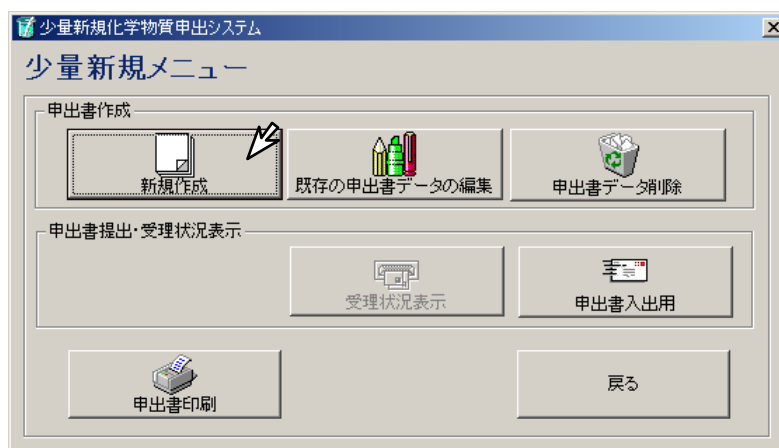 少量新規化学物質申出システム
少量新規メニュー
申出書作成
新規作成
既存の申出書データの編集
申出書データ削除
申出書提出・受理状況表示
受理状況表示
申出書入出用
申出書印刷
戻る